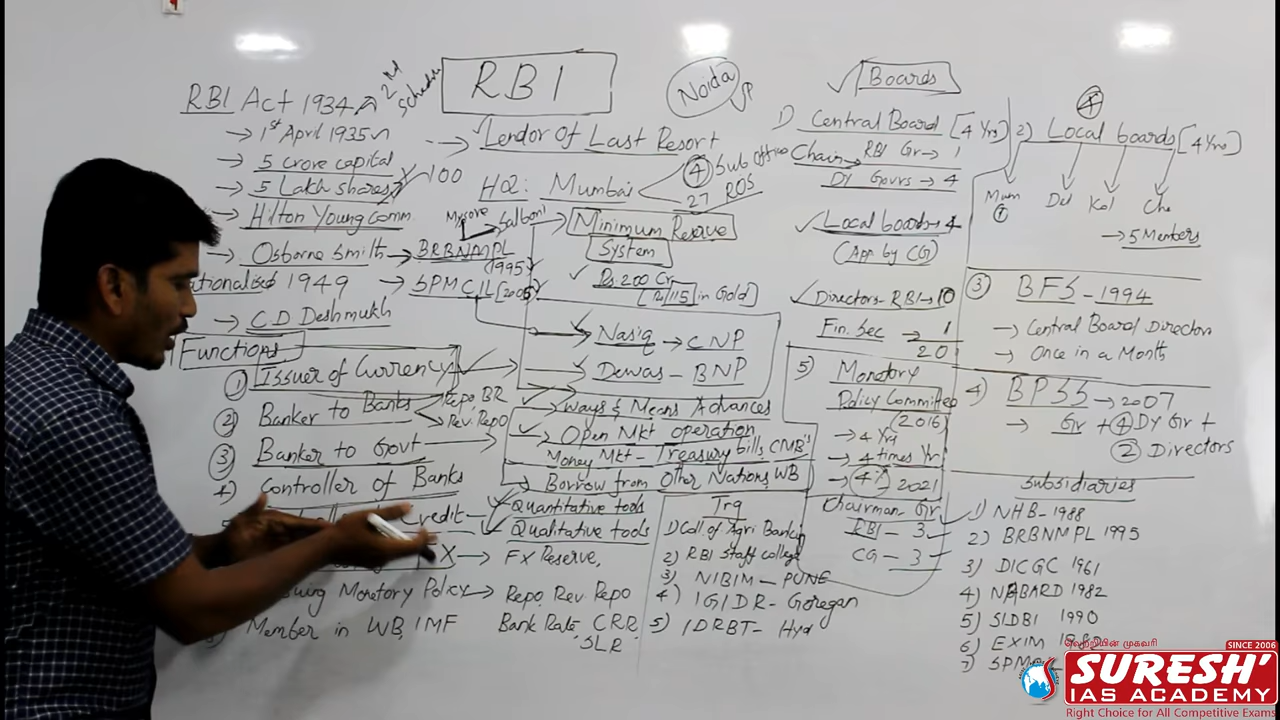 RBI
Noida
RBI Act 1934 → 2nd Schedule
→ 1st April 1935
→ 5 crore capital
→ 5 Lakh shares 100
→ Hilton Young Comm
→ Osborne Smith → BRBNMPL (1995)
Mysore Salboni
nationalised 1949 → SPMCIL [2005]
→ C D Deshmukh
Functions
1) Issuer of Currency
2) Banker to Banks Repo BR
Rev. Repo
3) Banker to Govt
4) Controller of Banks
Credit
X → FX Reserve,
Monetary Policy → Repo. Rev. Repo
Bank Rate, CRR,
SLR
Member in WB, IMF
→ Lendor Of Last Resort
HQ: Mumbai
4 Sub office
27 ROS
Minimum Reserve
System
Rs 200 Cr
115 in Gold
Nasiq → CNP
Dewas - BNP
Ways & Means Advances
Open Mkt operation
Money Mkt - Treasury bills, CMB's
Borrow from Other Nations, WB
Quantitative tools
Qualitative tools
Trg
1) Coll. of Agri Bankin
2) RBI Staff college
3) NIBIM - PUNE
4) IGIDR - Goregan
5) IDRBT - Hyd
Boards
1) Central Board [4 Yrs]
Chain → RBI Gr → 1
DY Govrs → 4
Local boards → 4
(App. by CG)
Directors - RBI → 10
Fin. Sec → 1
20
2) Local boards [4 Yrs]
Mum Del Kol Che
→ 5 Members
3) BFS - 1994
→ Central Board Directors
→ Once in a Month
4) BPSS → 2007
→ Gr + 4 DY Gr +
2 Directors
5) Monetory
Policy Committee
(2016)
→ 4 Yrs
→ 4 times Yr
→ (4%) 2021
Chairman - Gr
RBI - 3
CG - 3
Subsidiaries
1) NHB - 1988
2) BRBNMPL 1995
3) DICGC 1961
4) NABARD 1982
5) SIDBI 1990
6) EXIM 1982
7) SPM
வெற்றியின் முகவரி
SINCE 2006
SURESH'
IAS ACADEMY
Right Choice for All Competitive Exams